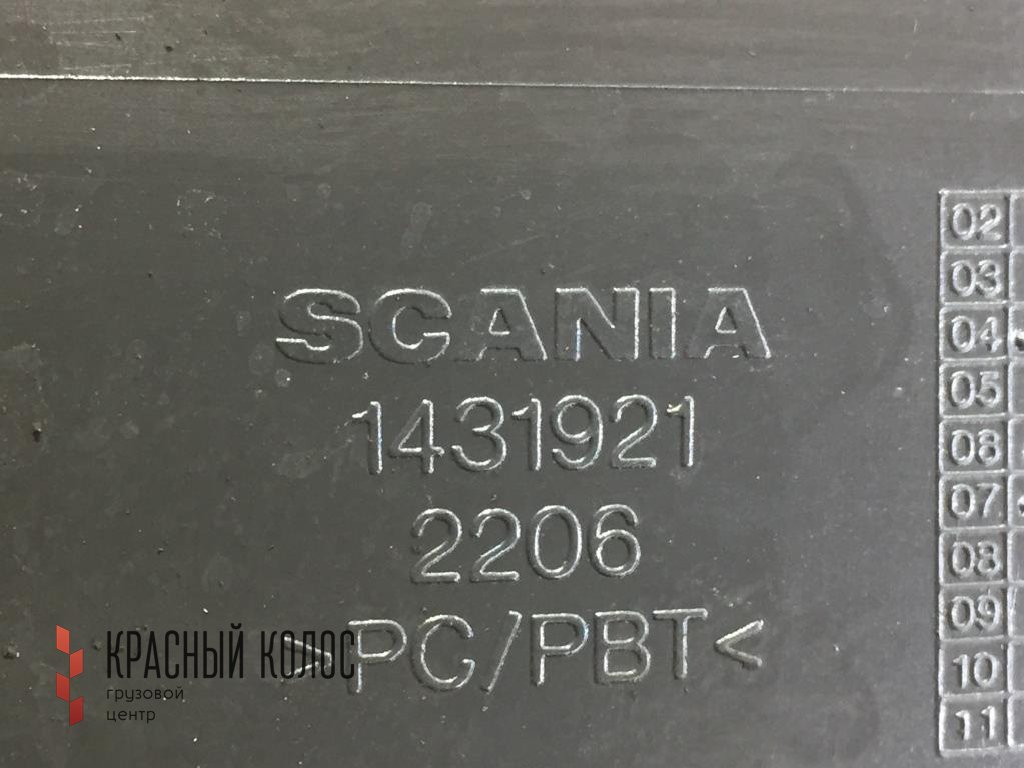 SCANIA
1431921
2206
>PC/PBT<
КРАСНЫЙ КОЛОС
грузовой
центр
02
03
04
05
08
07
08
09
10
11